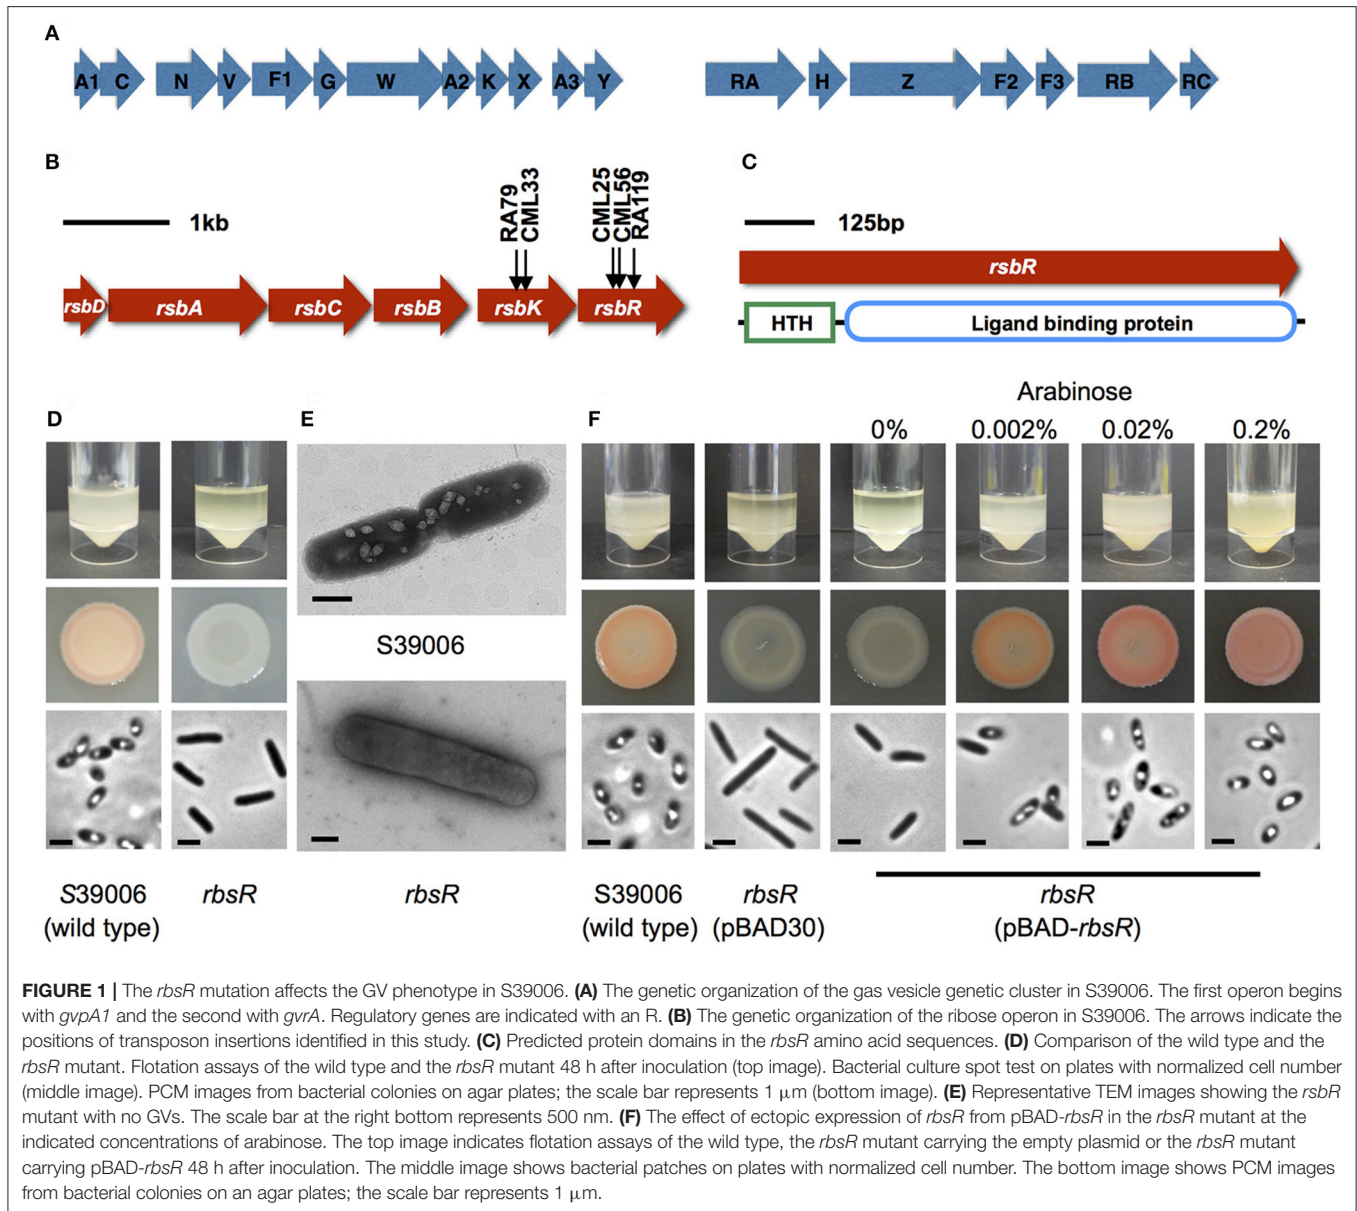 A
A1 C N V F1 G W A2 K X A3 Y RA H Z F2 F3 RB RC
B
1kb
RA79
CML33
CML25
CML56
RA119
rsbD rsbA rsbC rsbB rsbK rsbR
C
125bp
rsbR
HTH Ligand binding protein
D
S39006
(wild type)
rbsR
E
S39006
rbsR
F
Arabinose
0% 0.002% 0.02% 0.2%
S39006
(wild type)
rbsR
(pBAD30)
rbsR
(pBAD-rbsR)
FIGURE 1 | The rbsR mutation affects the GV phenotype in S39006. (A) The genetic organization of the gas vesicle genetic cluster in S39006. The first operon begins
with gvpA1 and the second with gvrA. Regulatory genes are indicated with an R. (B) The genetic organization of the ribose operon in S39006. The arrows indicate the
positions of transposon insertions identified in this study. (C) Predicted protein domains in the rbsR amino acid sequences. (D) Comparison of the wild type and the
rbsR mutant. Flotation assays of the wild type and the rbsR mutant 48 h after inoculation (top image). Bacterial culture spot test on plates with normalized cell number
(middle image). PCM images from bacterial colonies on agar plates; the scale bar represents 1 μm (bottom image). (E) Representative TEM images showing the rsbR
mutant with no GVs. The scale bar at the right bottom represents 500 nm. (F) The effect of ectopic expression of rbsR from pBAD-rbsR in the rbsR mutant at the
indicated concentrations of arabinose. The top image indicates flotation assays of the wild type, the rbsR mutant carrying the empty plasmid or the rbsR mutant
carrying pBAD-rbsR 48 h after inoculation. The middle image shows bacterial patches on plates with normalized cell number. The bottom image shows PCM images
from bacterial colonies on an agar plates; the scale bar represents 1 μm.